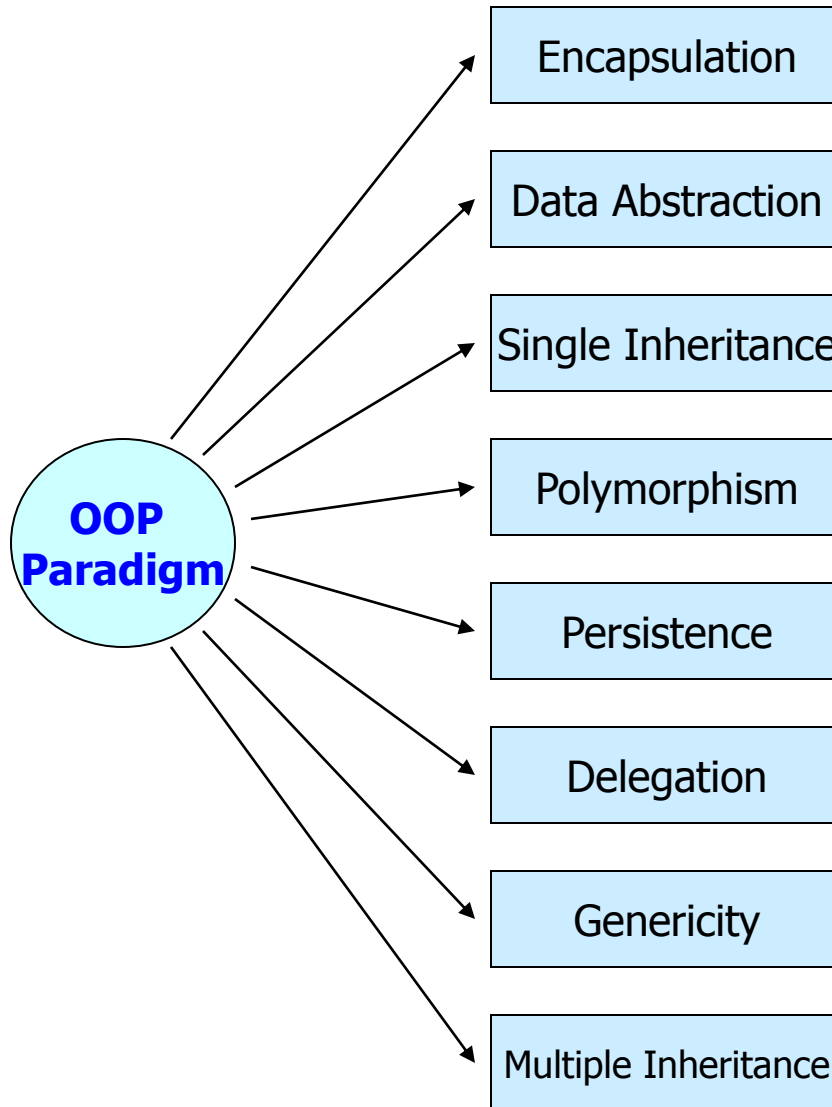 Encapsulation
Data Abstraction
Single Inheritance
Polymorphism
OOP
Paradigm
Persistence
Delegation
Genericity
Multiple Inheritance